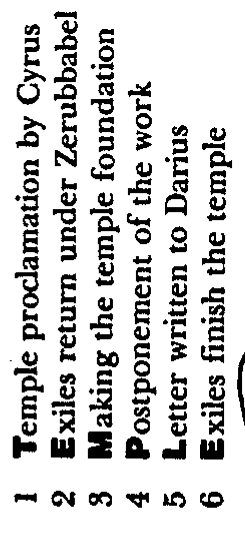 1 Temple proclamation by Cyrus
2 Exiles return under Zerubbabel
3 Making the temple foundation
4 Postponement of the work
5 Letter written to Darius
6 Exiles finish the temple